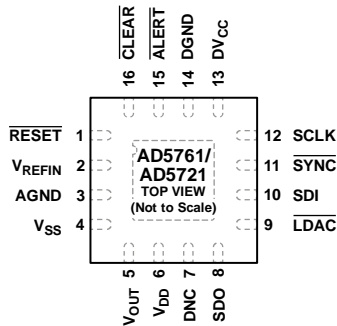 16 CLEAR
15 ALERT
14 DGND
13 DVCC
RESET 1
VREFIN 2
AGND 3
VSS 4
AD5761/
AD5721
TOP VIEW
(Not to Scale)
12 SCLK
11 SYNC
10 SDI
9 LDAC
VOUT 5
VDD 6
DNC 7
SDO 8